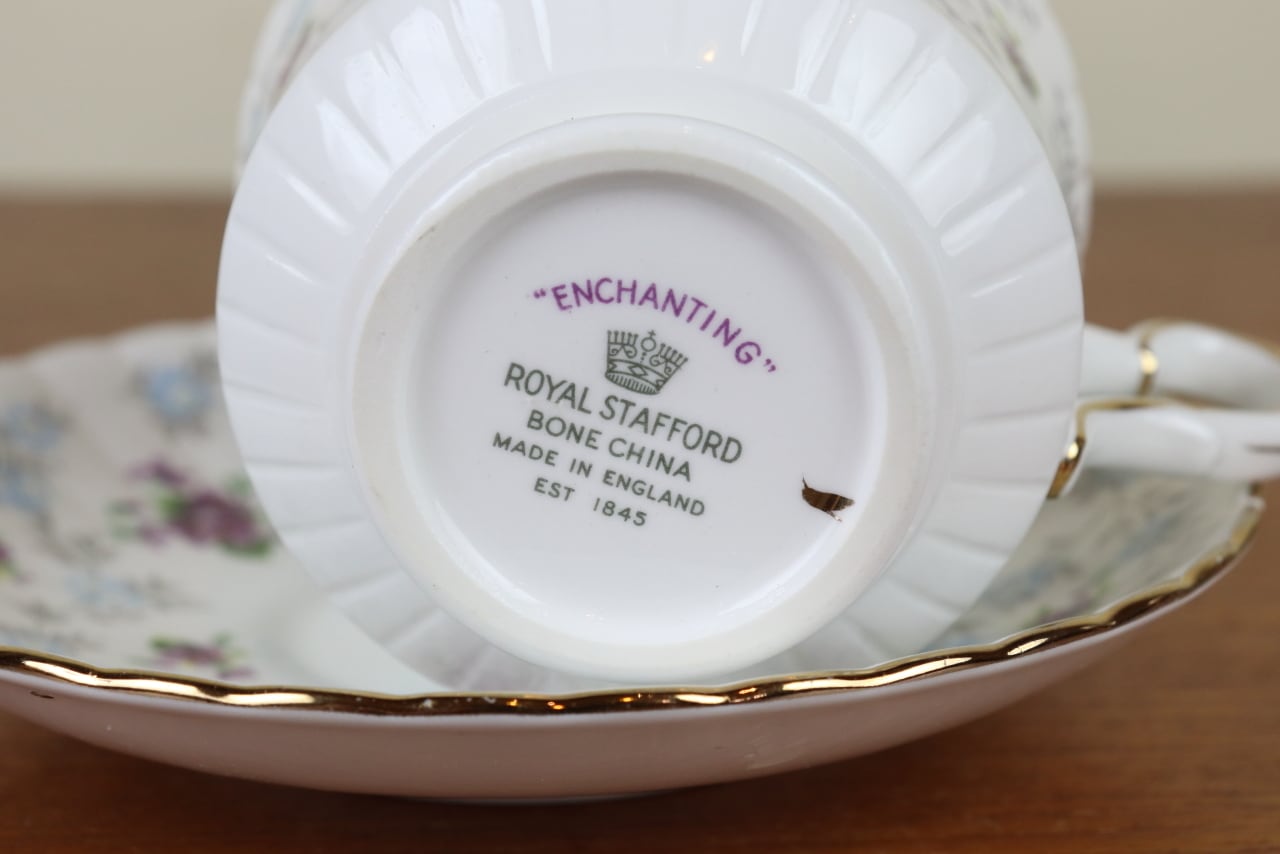 "ENCHANTING"
ROYAL STAFFORD
BONE CHINA
MADE IN ENGLAND
EST 1845